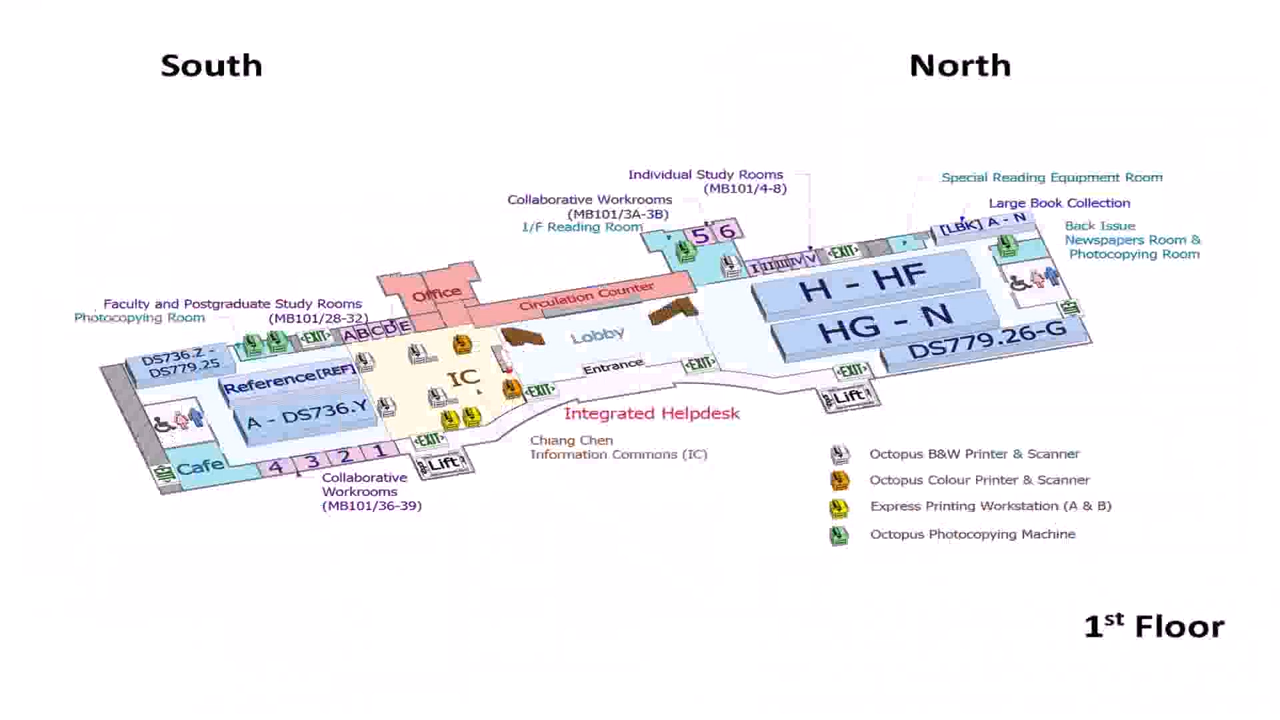 South
North
Individual Study Rooms
(MB101/4-8)
Special Reading Equipment Room
Collaborative Workrooms
(MB101/3A-3B)
1/F Reading Room
Large Book Collection
[LBK] A - N
Back Issue
Newspapers Room &
Photocopying Room
5 6
I II III IV V
EXIT
H - HF
HG - N
DS779.26-G
Office
Circulation Counter
Lobby
Entrance
EXIT
EXIT
EXIT
Lift
Faculty and Postgraduate Study Rooms
(MB101/28-32)
Photocopying Room
EXIT
A B C D E
DS736.Z -
DS779.25
Reference[REF]
A - DS736.Y
IC
Cafe
4 3 2 1
EXIT
Lift
Integrated Helpdesk
Chiang Chen
Information Commons (IC)
Collaborative
Workrooms
(MB101/36-39)
Octopus B&W Printer & Scanner
Octopus Colour Printer & Scanner
Express Printing Workstation (A & B)
Octopus Photocopying Machine
1st Floor